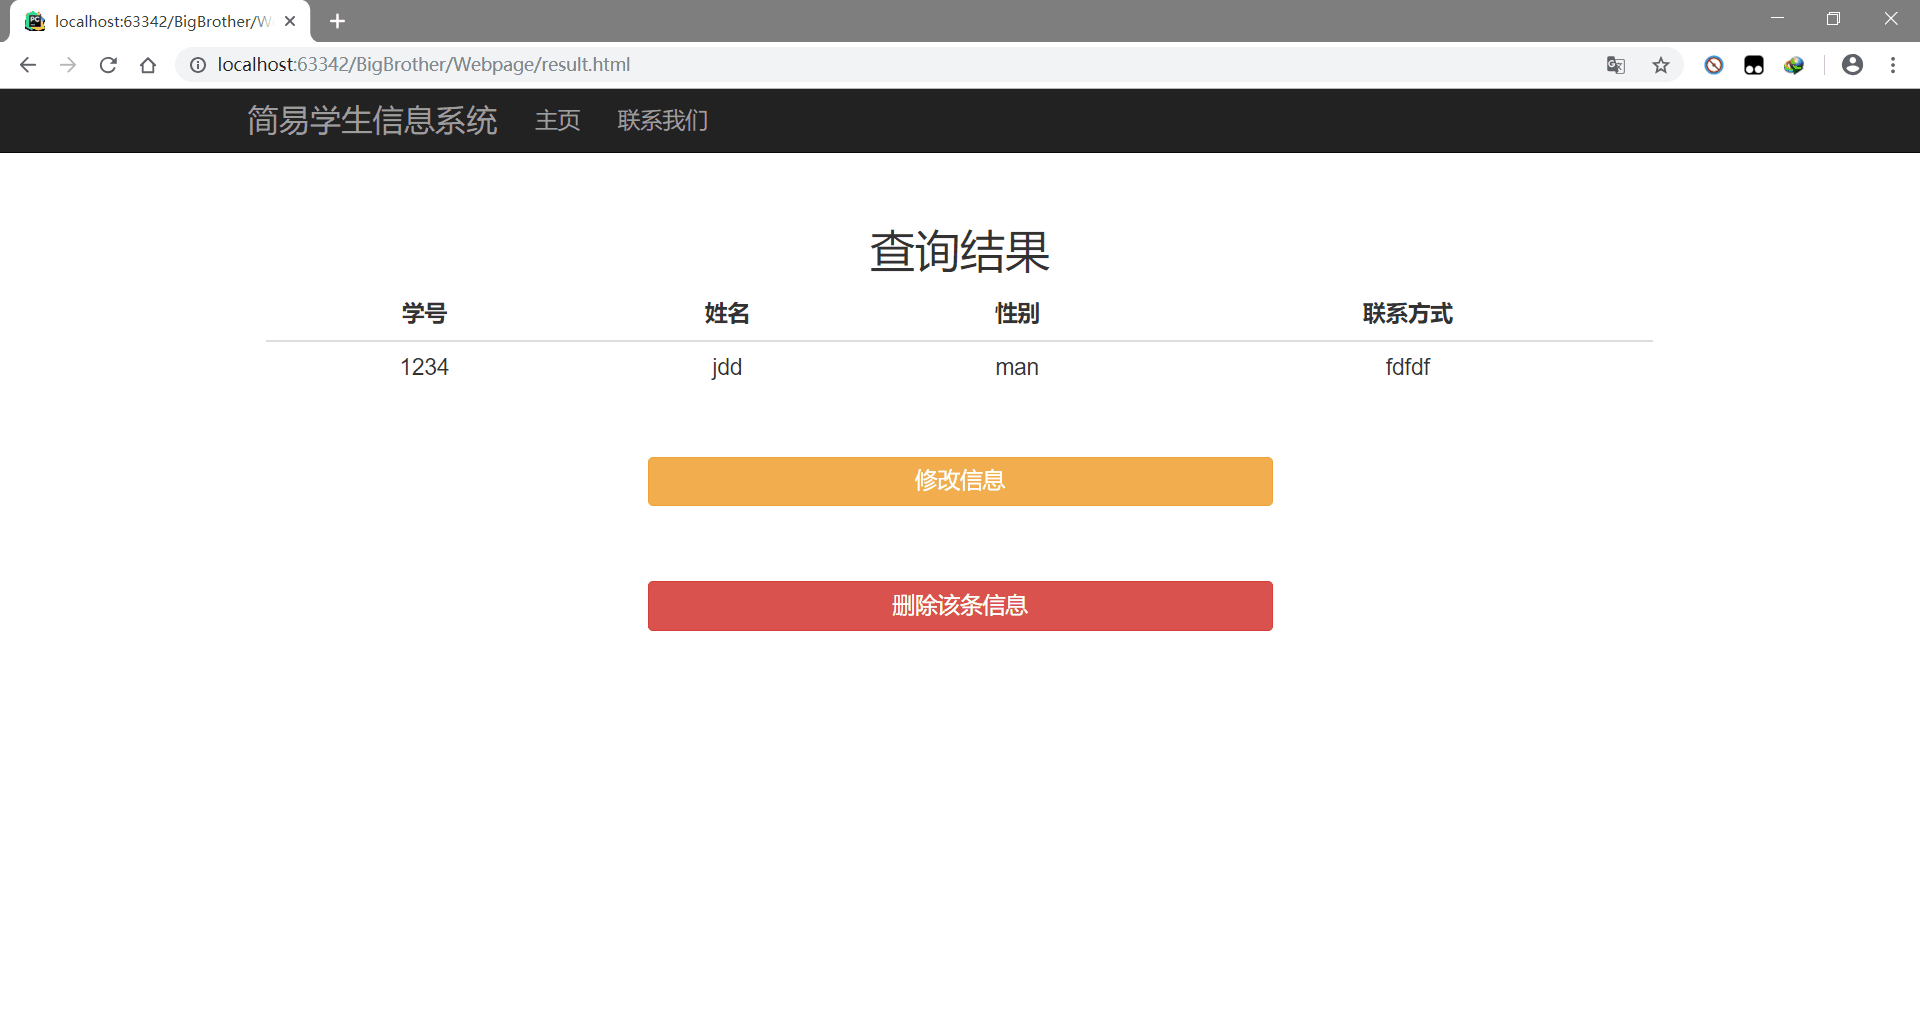 localhost:63342/BigBrother/W
localhost:63342/BigBrother/Webpage/result.html
简易学生信息系统 主页 联系我们
查询结果
学号 姓名 性别 联系方式
1234 jdd man fdfdf
修改信息
删除该条信息